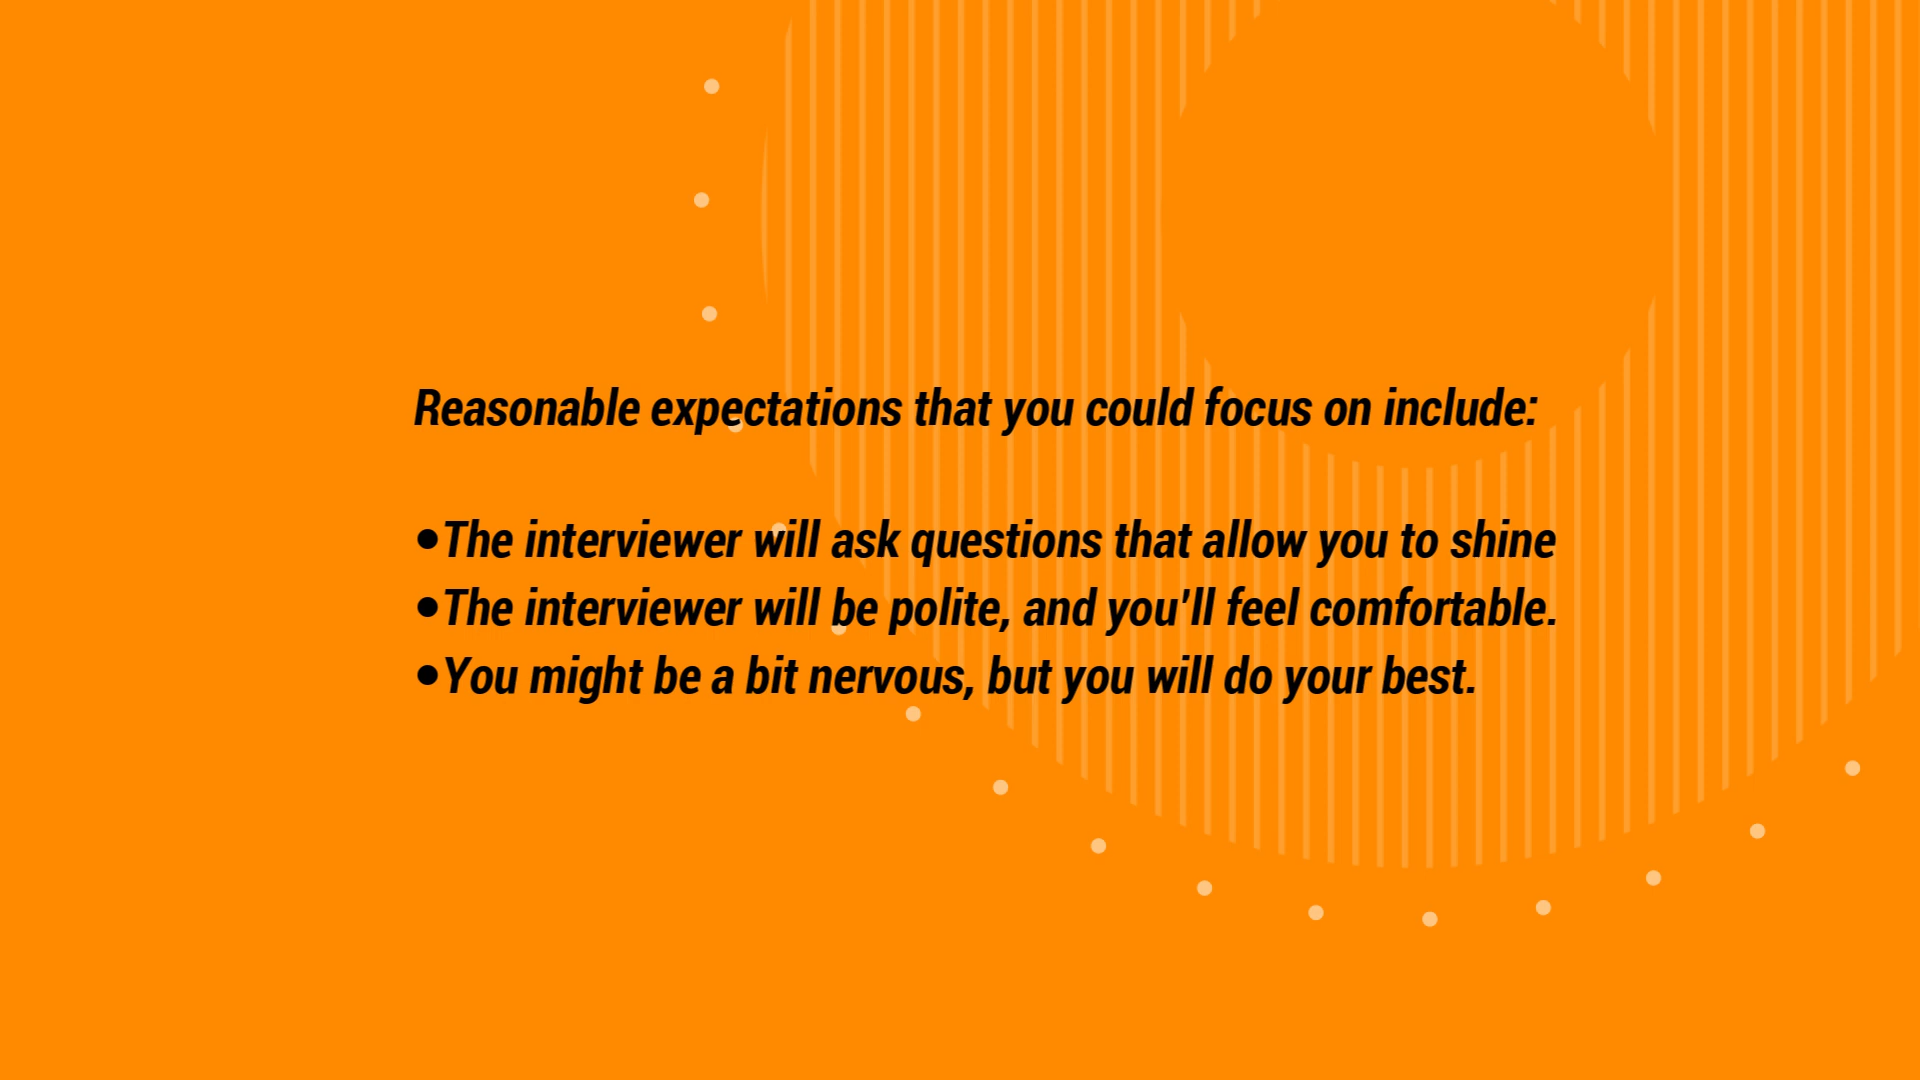 Reasonable expectations that you could focus on include:
•The interviewer will ask questions that allow you to shine
•The interviewer will be polite, and you'll feel comfortable.
•You might be a bit nervous, but you will do your best.